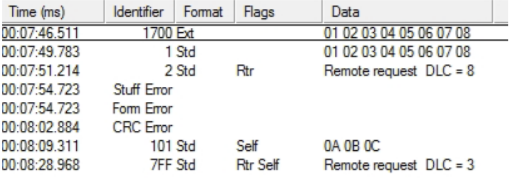 Time (ms) Identifier Format Flags Data
00:07:46.511 1700 Ext 01 02 03 04 05 06 07 08
00:07:49.783 1 Std 01 02 03 04 05 06 07 08
00:07:51.214 2 Std Rtr Remote request DLC = 8
00:07:54.723 Stuff Error
00:07:54.723 Form Error
00:08:02.884 CRC Error
00:08:09.311 101 Std Self 0A 0B 0C
00:08:28.968 7FF Std Rtr Self Remote request DLC = 3